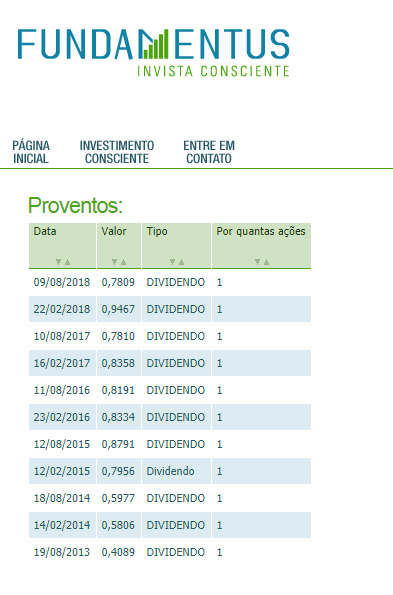 FUNDAMENTUS
INVISTA CONSCIENTE
PÁGINA INICIAL
INVESTIMENTO CONSCIENTE
ENTRE EM CONTATO
Proventos:
Data Valor Tipo Por quantas ações
09/08/2018 0,7809 DIVIDENDO 1
22/02/2018 0,9467 DIVIDENDO 1
10/08/2017 0,7810 DIVIDENDO 1
16/02/2017 0,8358 DIVIDENDO 1
11/08/2016 0,8191 DIVIDENDO 1
23/02/2016 0,8334 DIVIDENDO 1
12/08/2015 0,8791 DIVIDENDO 1
12/02/2015 0,7956 Dividendo 1
18/08/2014 0,5977 DIVIDENDO 1
14/02/2014 0,5806 DIVIDENDO 1
19/08/2013 0,4089 DIVIDENDO 1